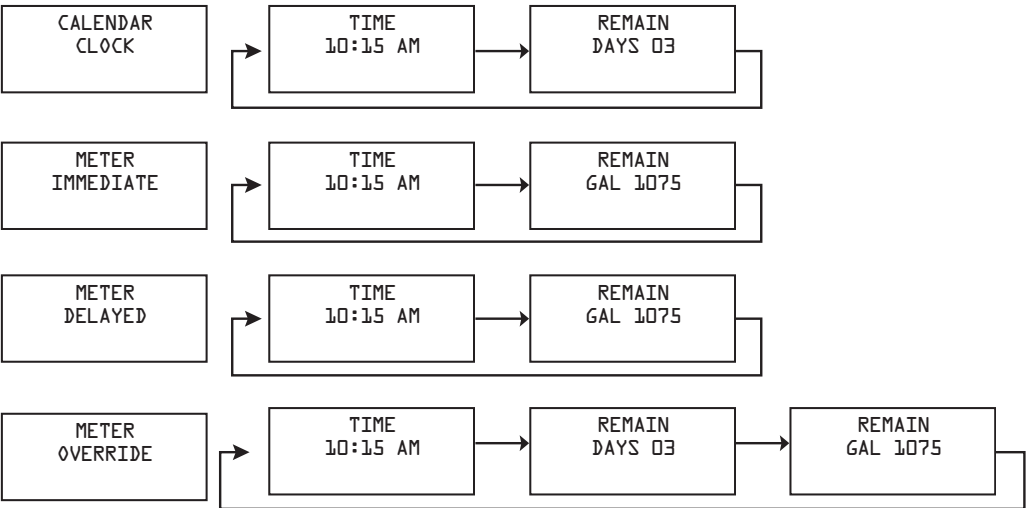 CALENDAR
CLOCK
TIME
10:15 AM
REMAIN
DAYS 03
METER
IMMEDIATE
TIME
10:15 AM
REMAIN
GAL 1075
METER
DELAYED
TIME
10:15 AM
REMAIN
GAL 1075
METER
OVERRIDE
TIME
10:15 AM
REMAIN
DAYS 03
REMAIN
GAL 1075